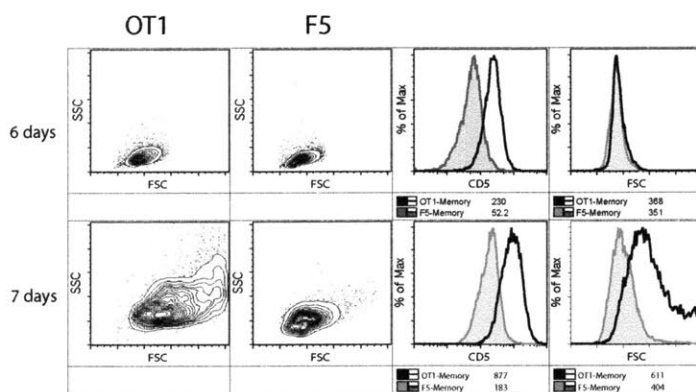 OT1 F5
6 days
SSC SSC % of Max % of Max
FSC FSC CD5 FSC
OT1-Memory 230 OT1-Memory 368
F5-Memory 52.2 F5-Memory 351
7 days
SSC SSC % of Max % of Max
FSC FSC CD5 FSC
OT1-Memory 877 OT1-Memory 611
F5-Memory 183 F5-Memory 404